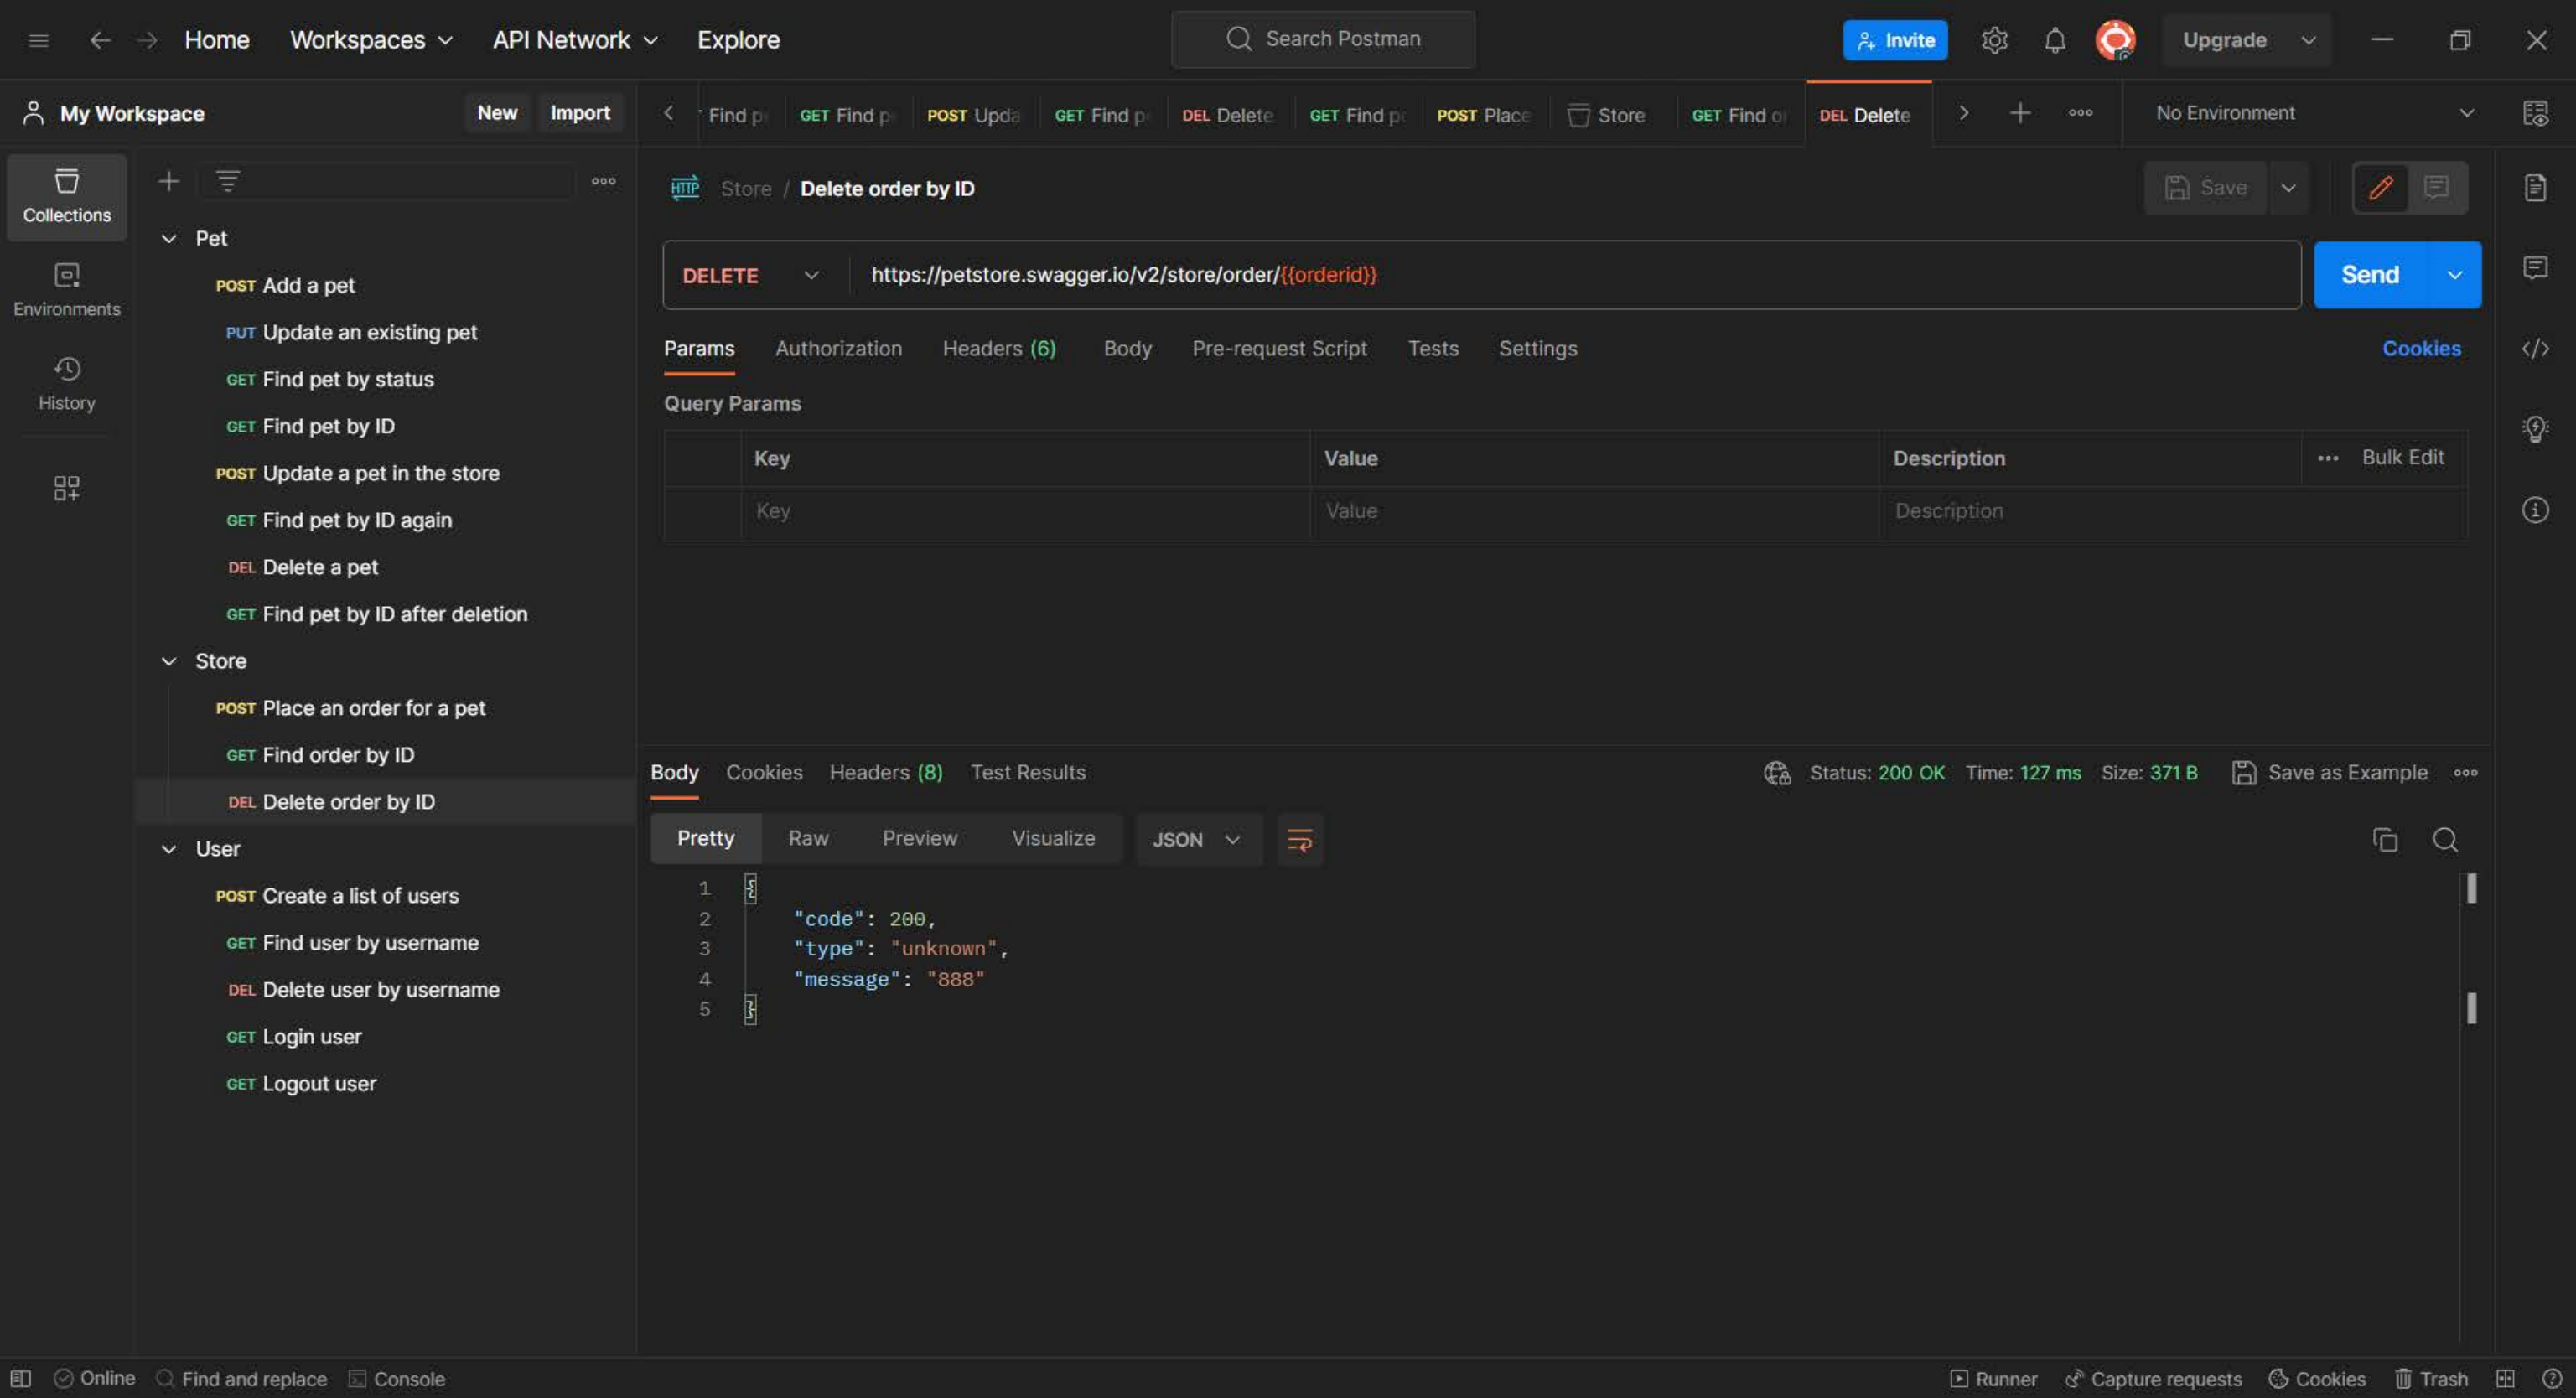 Home Workspaces API Network Explore Search Postman Invite Upgrade
My Workspace New Import
Find p GET Find p POST Upda GET Find p DEL Delete GET Find p POST Place Store GET Find o DEL Delete No Environment
Collections
Environments
History
Pet
POST Add a pet
PUT Update an existing pet
GET Find pet by status
GET Find pet by ID
POST Update a pet in the store
GET Find pet by ID again
DEL Delete a pet
GET Find pet by ID after deletion
Store
POST Place an order for a pet
GET Find order by ID
DEL Delete order by ID
User
POST Create a list of users
GET Find user by username
DEL Delete user by username
GET Login user
GET Logout user
HTTP Store / Delete order by ID Save
DELETE https://petstore.swagger.io/v2/store/order/{{orderid}} Send
Params Authorization Headers (6) Body Pre-request Script Tests Settings Cookies
Query Params
Key Value Description Bulk Edit
Key Value Description
Body Cookies Headers (8) Test Results Status: 200 OK Time: 127 ms Size: 371 B Save as Example
Pretty Raw Preview Visualize JSON
1 {
2 "code": 200,
3 "type": "unknown",
4 "message": "888"
5 }
Online Find and replace Console Runner Capture requests Cookies Trash